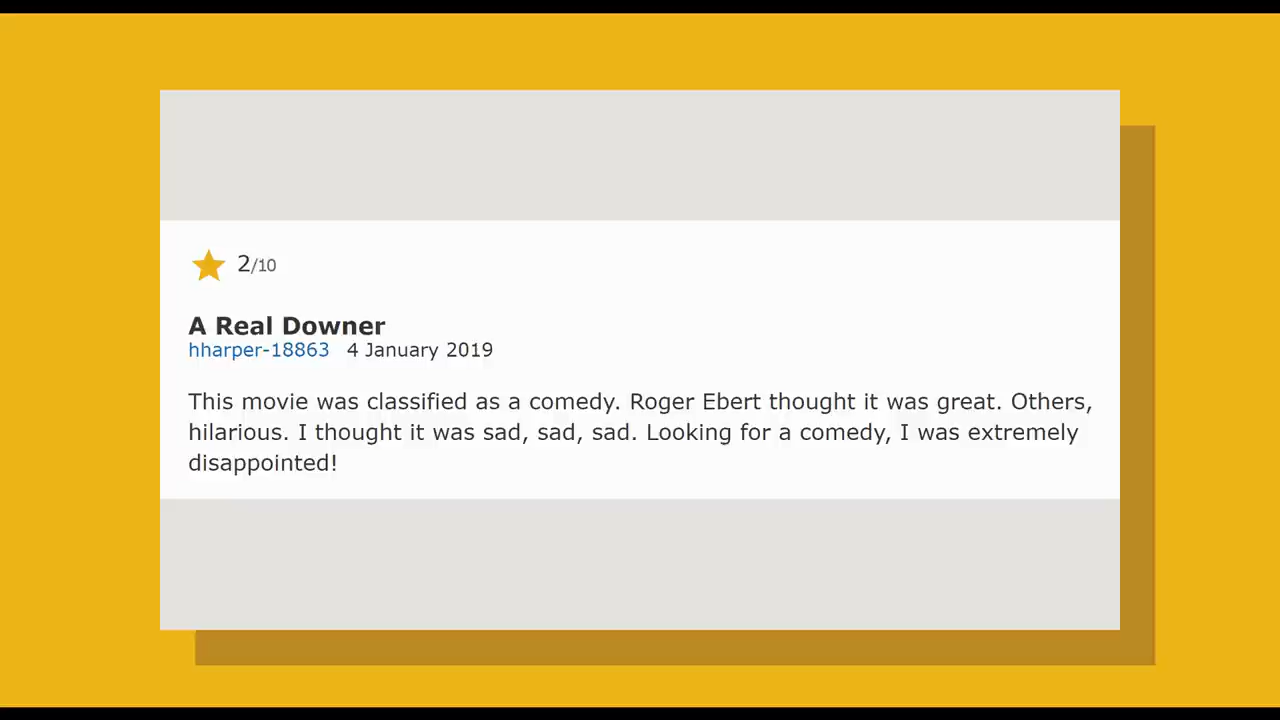 2/10
A Real Downer
hharper-18863 4 January 2019
This movie was classified as a comedy. Roger Ebert thought it was great. Others,
hilarious. I thought it was sad, sad, sad. Looking for a comedy, I was extremely
disappointed!